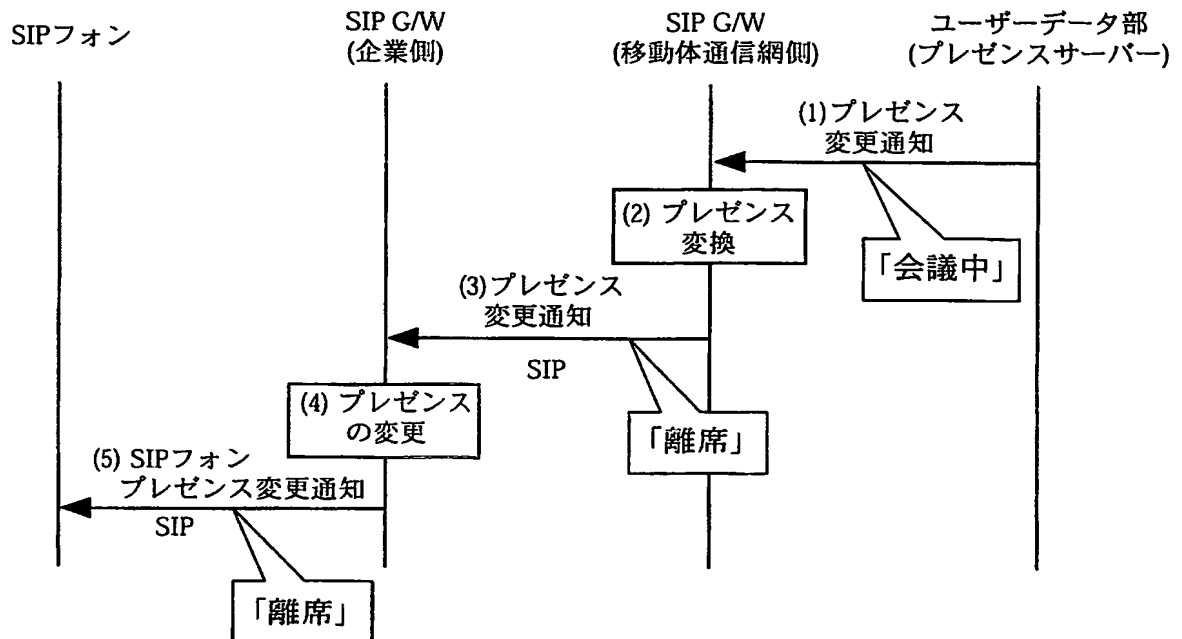 SIPフォン
SIP G/W
(企業側)
SIP G/W
(移動体通信網側)
ユーザーデータ部
(プレゼンスサーバー)
(1)プレゼンス
変更通知
「会議中」
(2) プレゼンス
変換
(3)プレゼンス
変更通知
SIP
「離席」
(4) プレゼンス
の変更
(5) SIPフォン
プレゼンス変更通知
SIP
「離席」